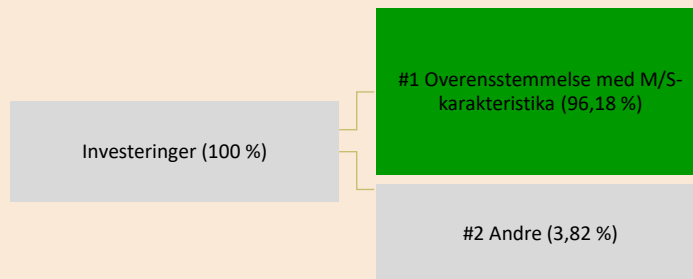 #1 Overensstemmelse med M/S-
karakteristika (96,18 %)
Investeringer (100 %)
#2 Andre (3,82 %)